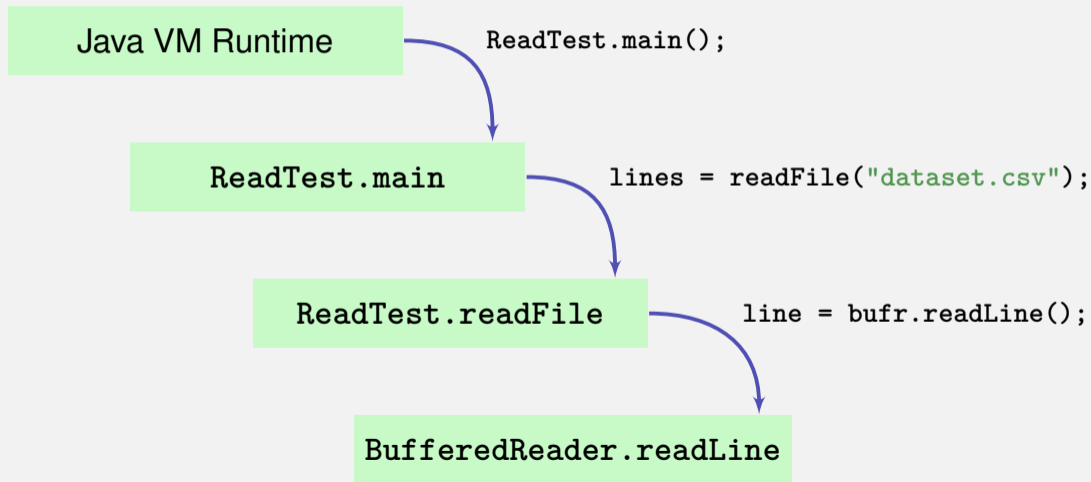 Java VM Runtime
ReadTest.main();
ReadTest.main
lines = readFile("dataset.csv");
ReadTest.readFile
line = bufr.readLine();
BufferedReader.readLine